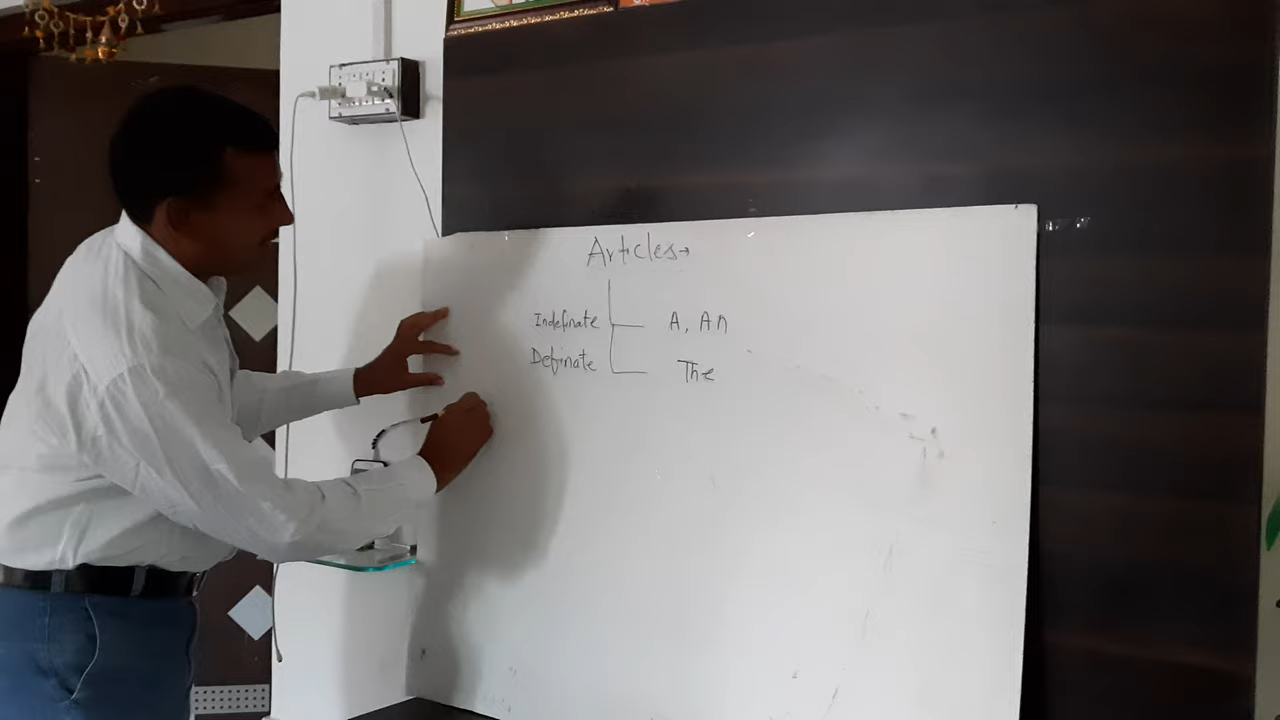 Articles→
Indefinate A, An
Definate The